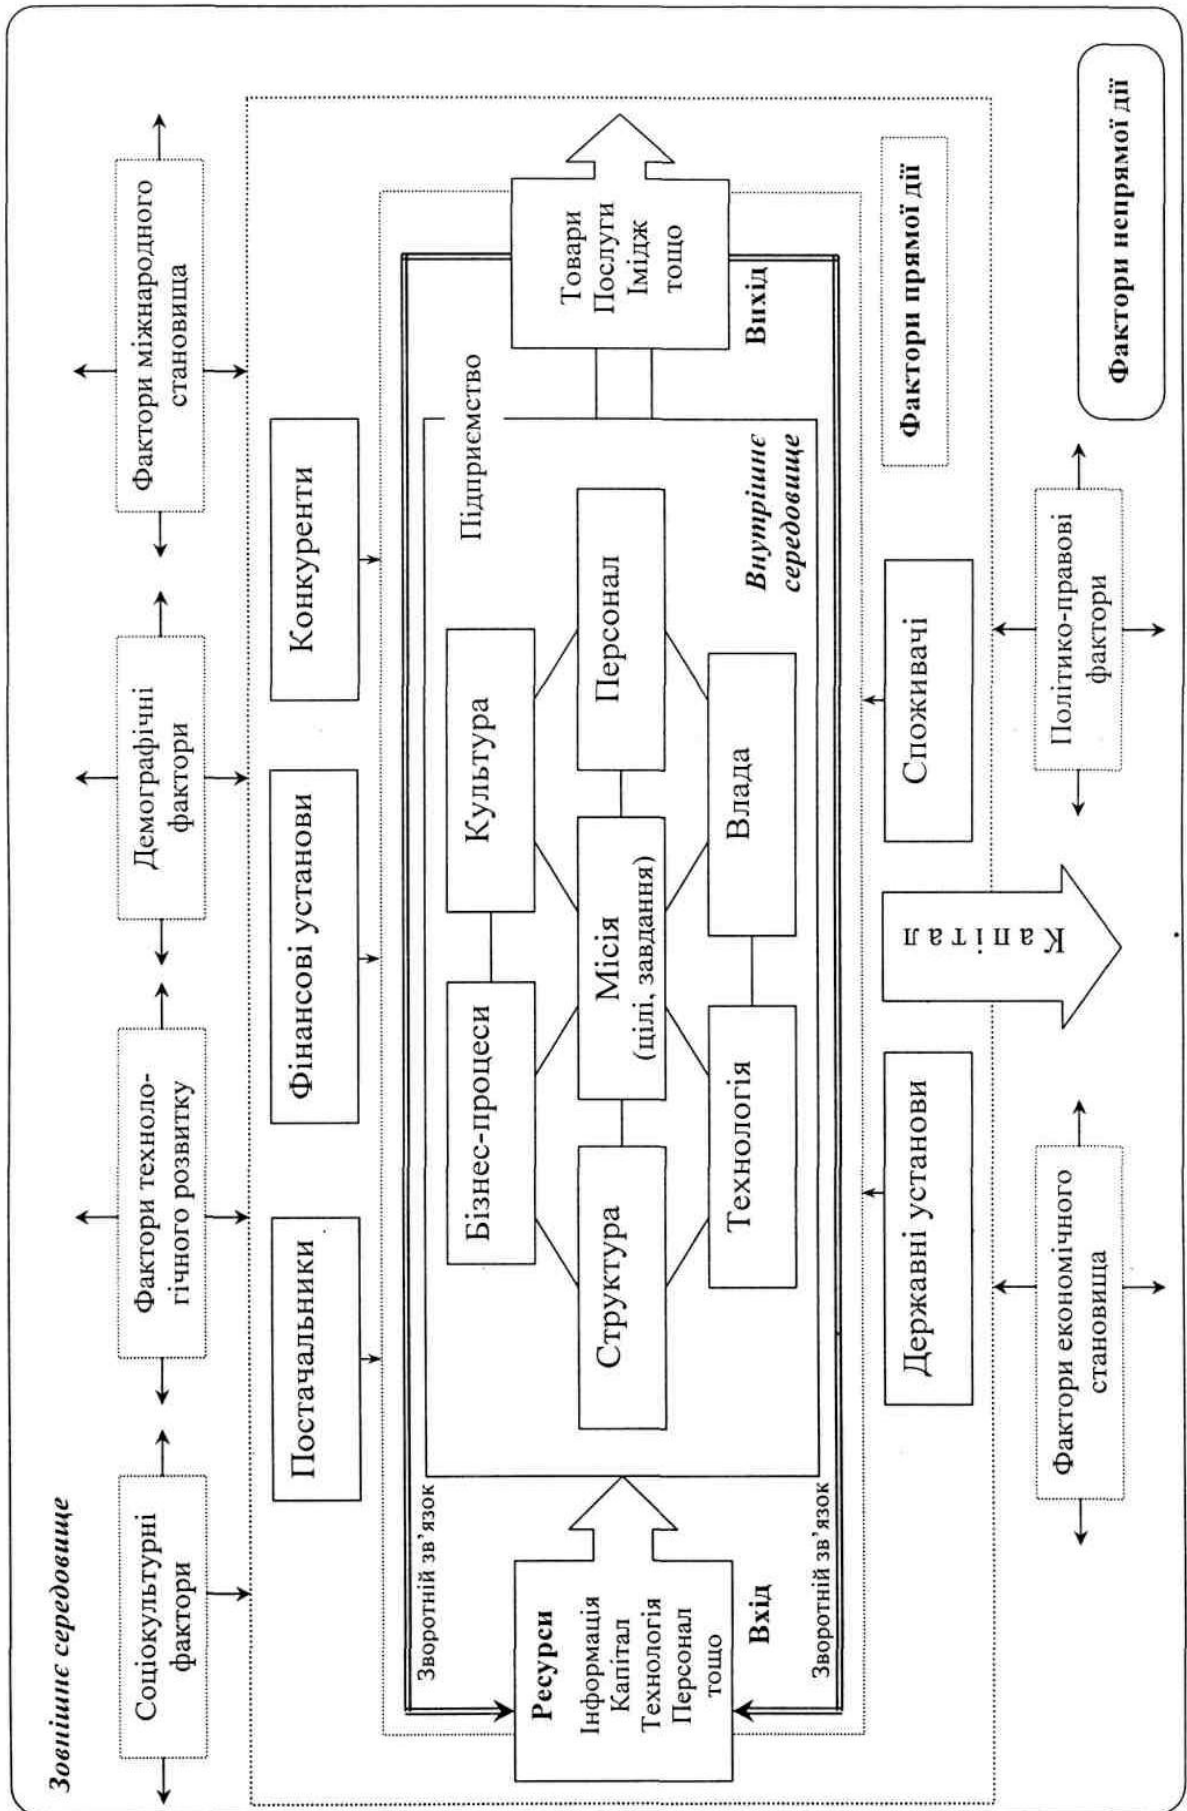 Зовнішнє середовище
Соціокультурні
фактори
Фактори техноло-
гічного розвитку
Демографічні
фактори
Фактори міжнародного
становища
Постачальники
Фінансові установи
Конкуренти
Зворотній зв’язок
Підприємство
Ресурси
Інформація
Капітал
Технологія
Персонал
тощо
Вхід
Бізнес-процеси
Культура
Структура
Місія
(цілі, завдання)
Персонал
Технологія
Влада
Внутрішнє
середовище
Товари
Послуги
Імідж
тощо
Вихід
Зворотній зв’язок
Державні установи
Капітал
Споживачі
Фактори прямої дії
Фактори економічного
становища
Політико-правові
фактори
Фактори непрямої дії